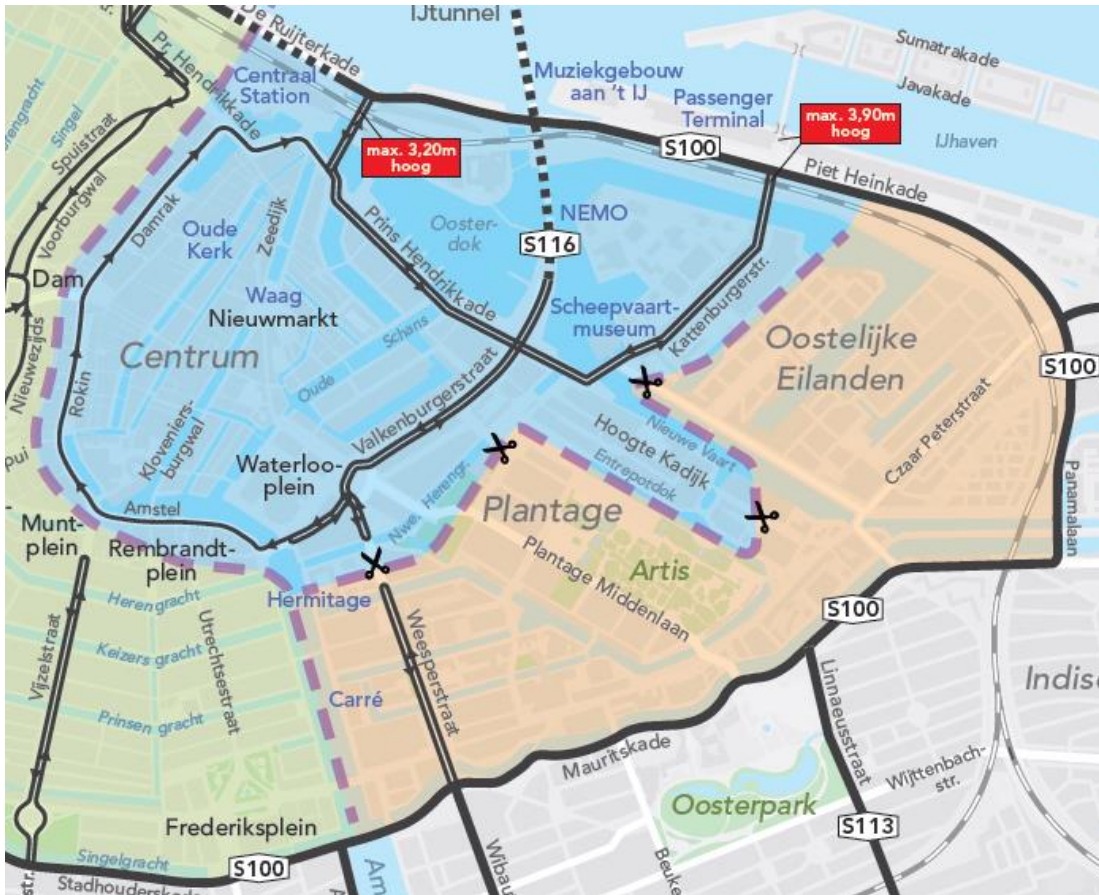 IJtunnel
De Ruijterkade
Pr. Hendrikkade
Centraal
Station
Muziekgebouw
aan 't IJ
Passenger
Terminal
Sumatrakade
Javakade
IJhaven
max. 3,90m
hoog
max. 3,20m
hoog
S100
Piet Heinkade
Herengracht
Singel
Spuistraat
Voorburgwal
Nieuwezijds
Damrak
Oude
Kerk
Zeedijk
Ooster-
dok
NEMO
S116
Prins Hendrikkade
Dam
Waag
Nieuwmarkt
Scheepvaart-
museum
Kattenburgerstr.
Centrum
Schans
Oude
Oostelijke
Eilanden
S100
Rokin
Kloveniers-
burgwal
Valkenburgerstraat
Czaar Peterstraat
Nieuwe Vaart
Hoogte Kadijk
Entrepotdok
pui
Waterloo-
plein
Nwe. Herengr.
Plantage
Panamalaan
Amstel
Munt-
plein
Rembrandt-
plein
Plantage Middenlaan
Artis
Hermitage
Herengracht
S100
Utrechtsestraat
Keizers gracht
Weesperstraat
Vijzelstraat
Linnaeusstraat
Indisc
Carré
Prinsen gracht
Mauritskade
Wijttenbach-
str.
Oosterpark
Frederiksplein
S113
Singelgracht
S100
Stadhouderskade
str.
Am
Wibau
Beuke